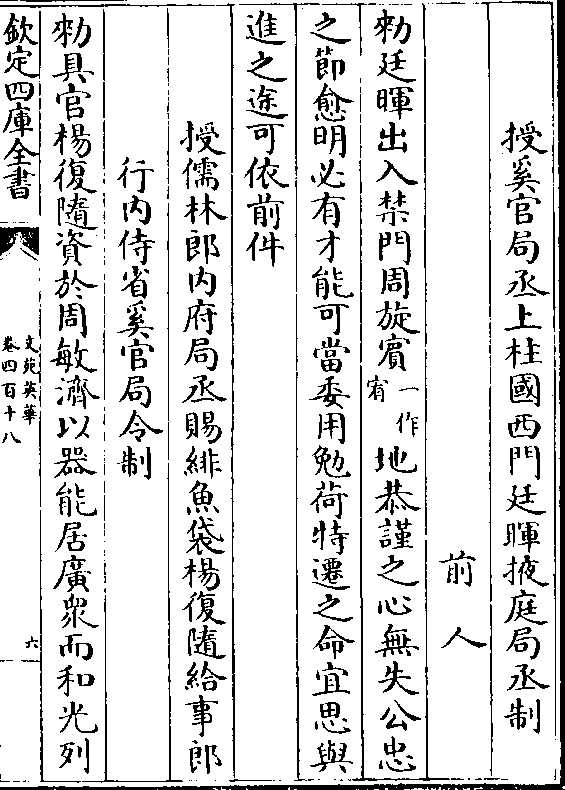 授奚官局丞上柱國西門廷暉掖庭局丞制
前人
勑廷暉出入禁門周旋賓一作宥地恭謹之心無失公忠
之節愈明必有才能可當委用勉荷特遷之命宜思與
進之途可依前件
授儒林郎内府局丞賜緋魚袋楊復隨給事郎
行内侍省奚官局令制
勑具官楊復隨資於周敏濟以器能居廣衆而和光列
欽定四庫全書
文苑英華
卷四百十八
六